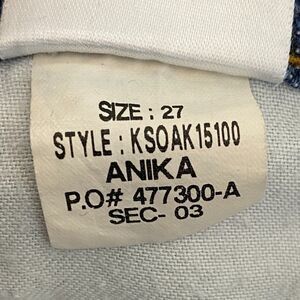 SIZE : 27
STYLE : KSOAK15100
ANIKA
P.O# 477300-A
SEC- 03